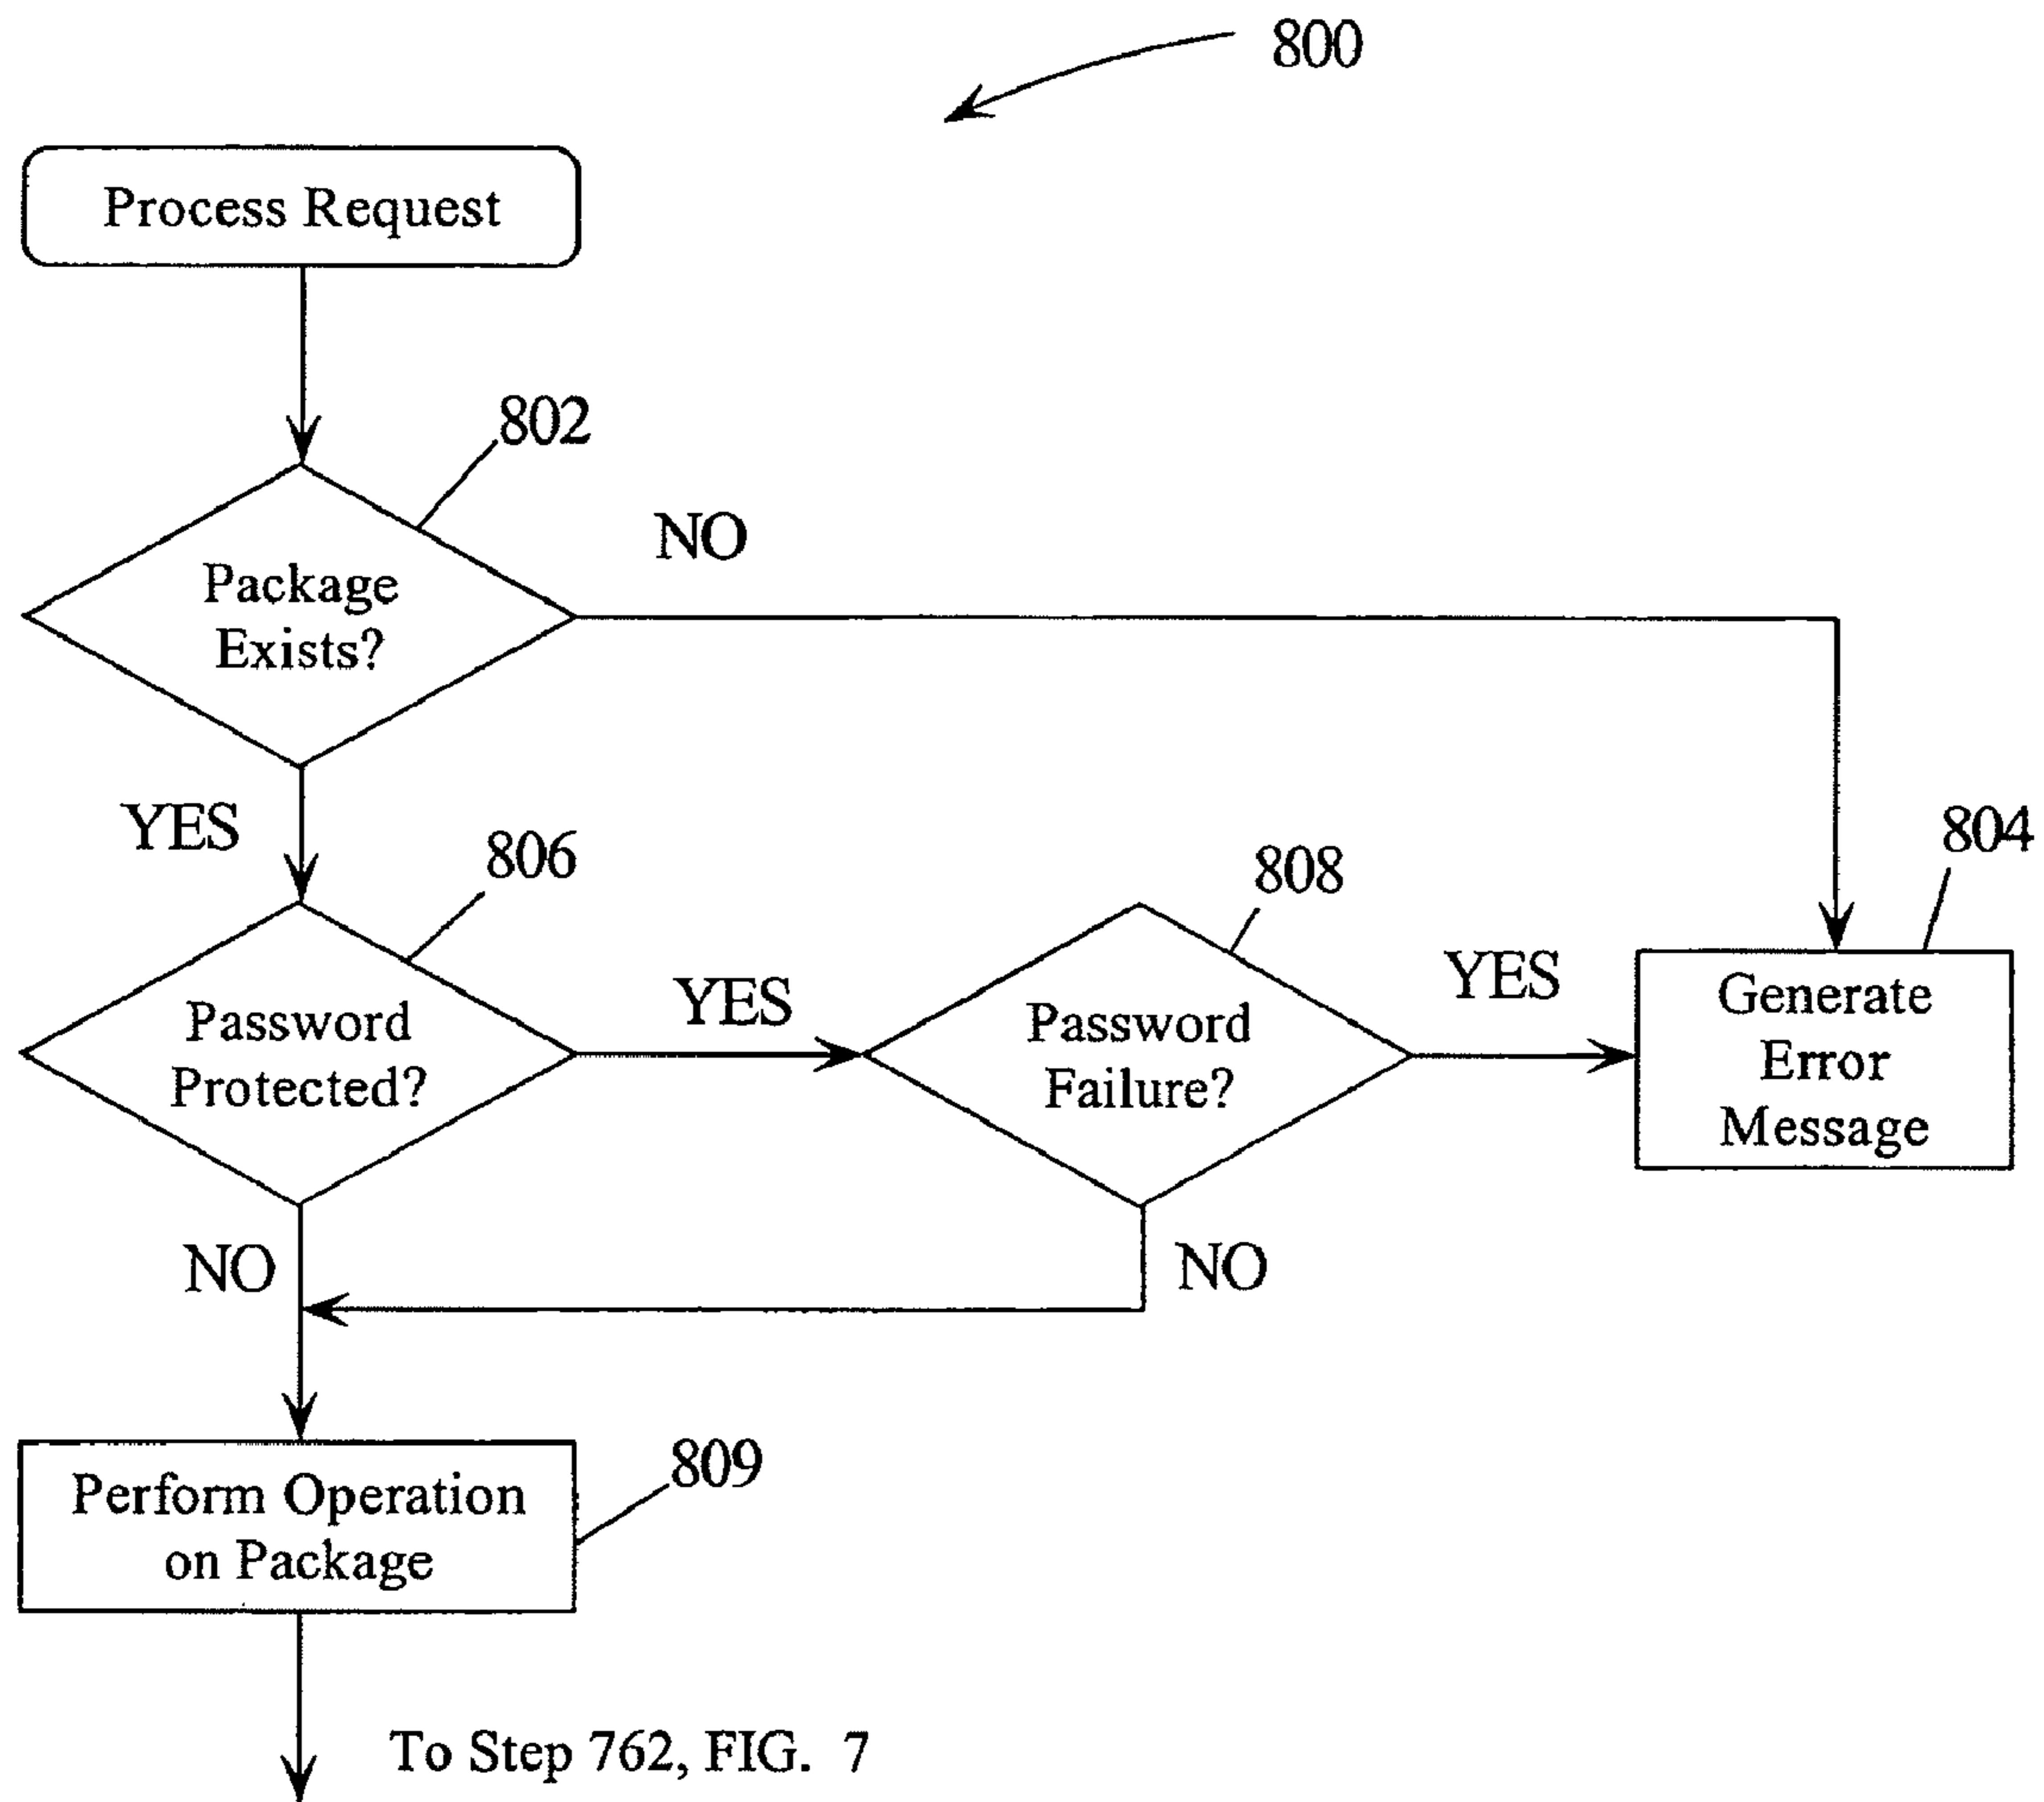 800
Process Request
802
NO
Package
Exists?
YES
806
808
804
Password
Protected?
YES
Password
Failure?
YES
Generate
Error
Message
NO
NO
809
Perform Operation
on Package
To Step 762, FIG. 7